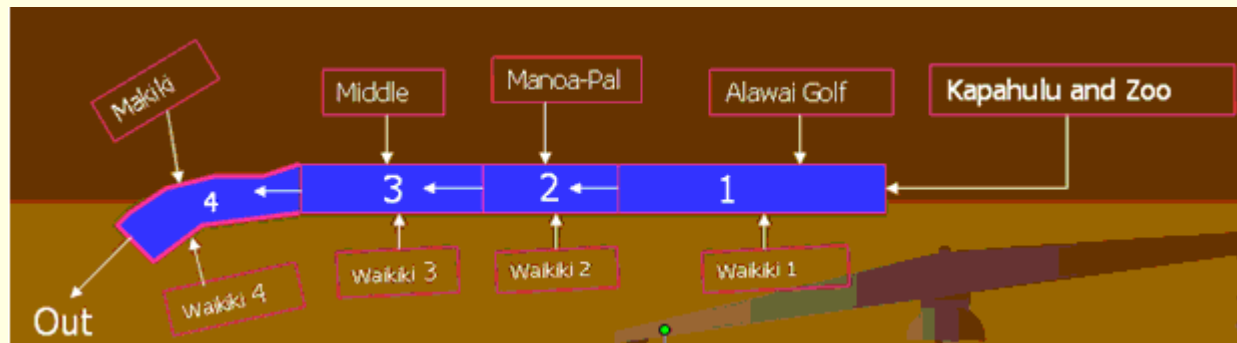 Makiki
Middle
Manoa-Pal
Alawai Golf
Kapahulu and Zoo
4
3
2
1
Waikiki 4
Waikiki 3
Waikiki 2
Waikiki 1
Out